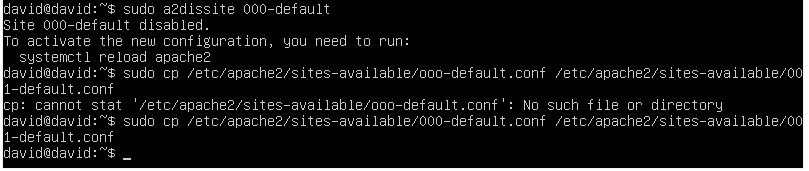 david@david:~$ sudo a2dissite 000-default
Site 000-default disabled.
To activate the new configuration, you need to run:
  systemctl reload apache2
david@david:~$ sudo cp /etc/apache2/sites-available/ooo-default.conf /etc/apache2/sites-available/00
1-default.conf
cp: cannot stat '/etc/apache2/sites-available/ooo-default.conf': No such file or directory
david@david:~$ sudo cp /etc/apache2/sites-available/000-default.conf /etc/apache2/sites-available/00
1-default.conf
david@david:~$ _